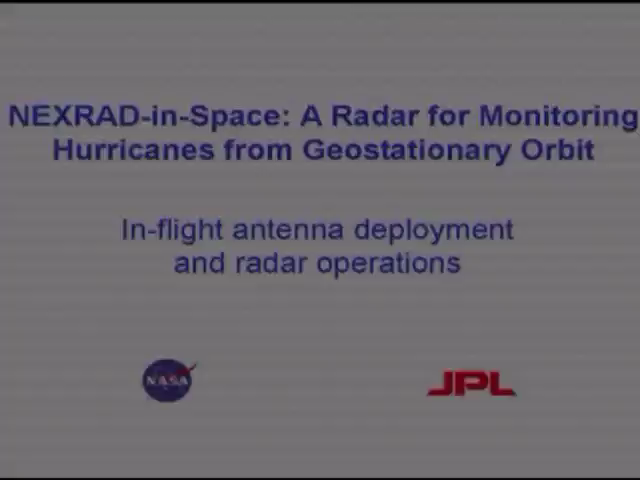 NEXRAD-in-Space: A Radar for Monitoring
Hurricanes from Geostationary Orbit
In-flight antenna deployment
and radar operations
NASA
JPL